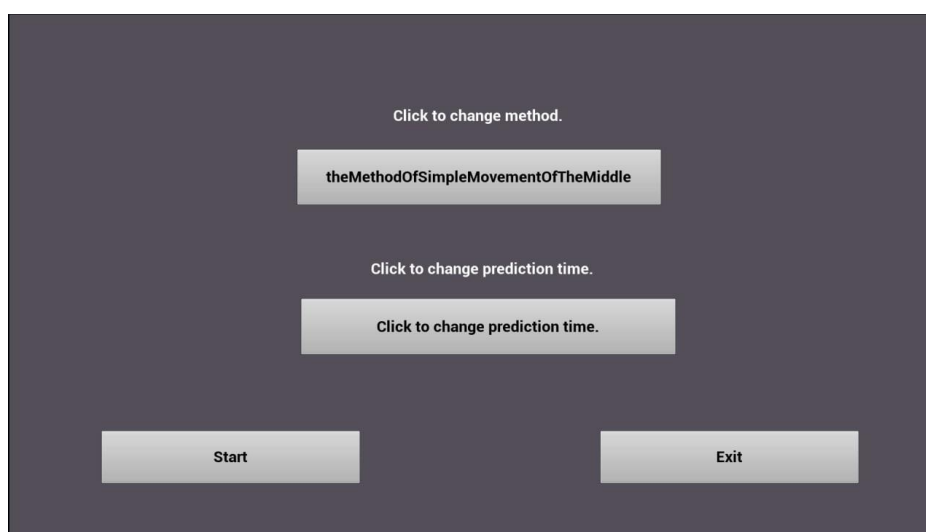 Click to change method.
theMethodOfSimpleMovementOfTheMiddle
Click to change prediction time.
Click to change prediction time.
Start
Exit